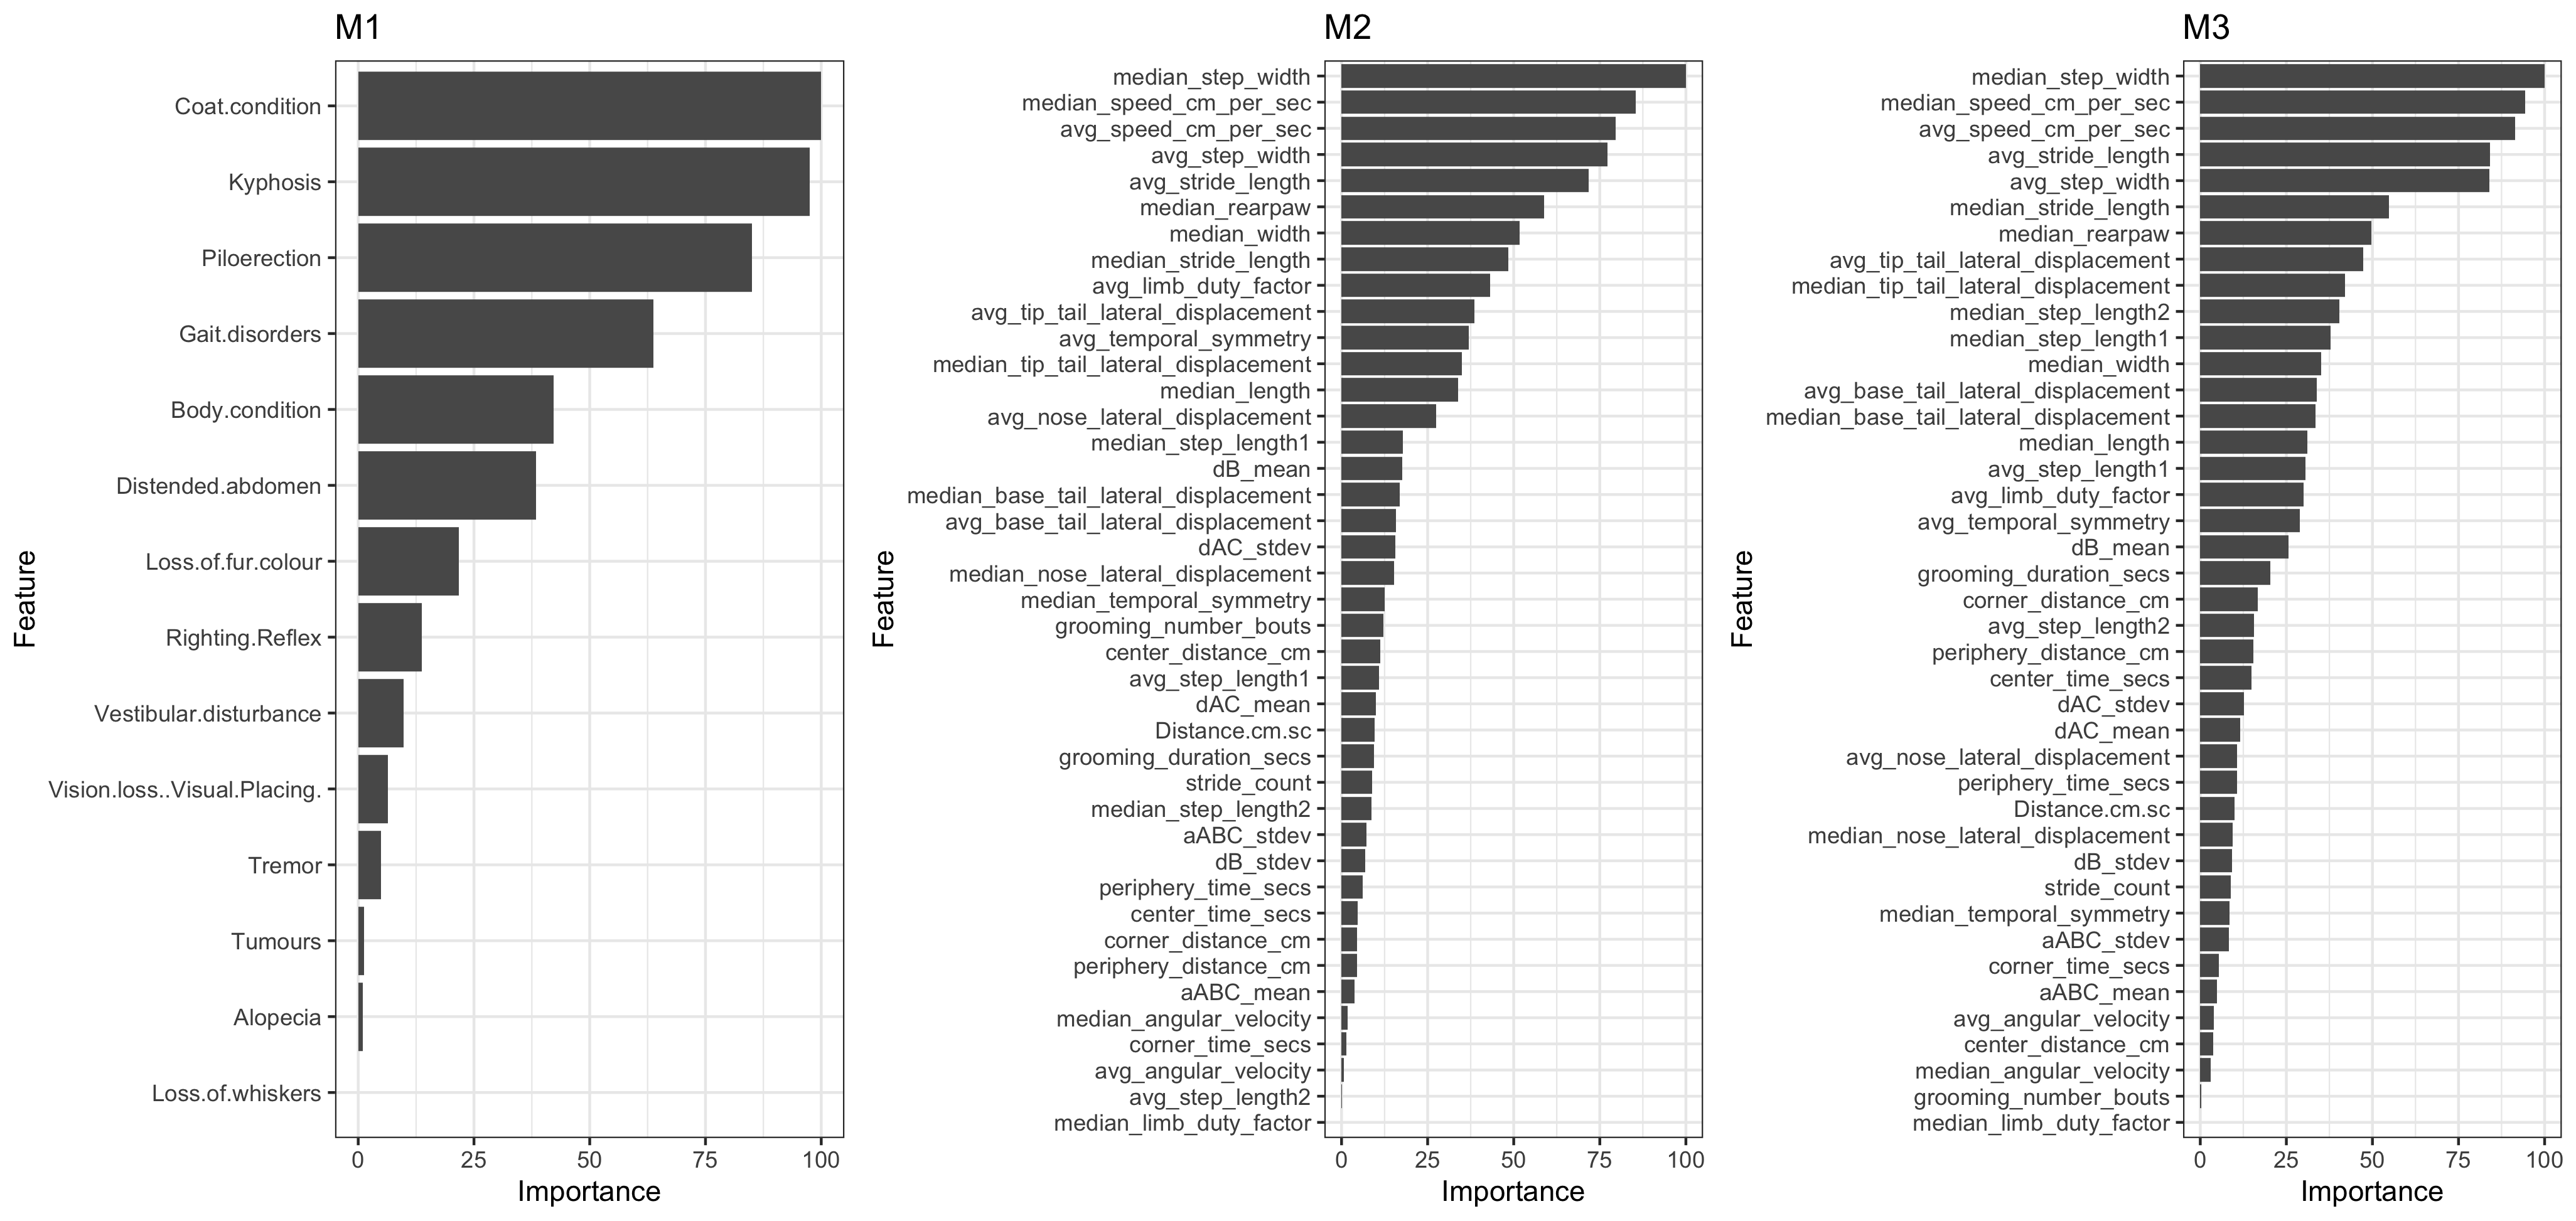 M1
Feature
Coat.condition
Kyphosis
Piloerection
Gait.disorders
Body.condition
Distended.abdomen
Loss.of.fur.colour
Righting.Reflex
Vestibular.disturbance
Vision.loss..Visual.Placing.
Tremor
Tumours
Alopecia
Loss.of.whiskers
0 25 50 75 100
Importance
M2
Feature
median_step_width
median_speed_cm_per_sec
avg_speed_cm_per_sec
avg_step_width
avg_stride_length
median_rearpaw
median_width
median_stride_length
avg_limb_duty_factor
avg_tip_tail_lateral_displacement
avg_temporal_symmetry
median_tip_tail_lateral_displacement
median_length
avg_nose_lateral_displacement
median_step_length1
dB_mean
median_base_tail_lateral_displacement
avg_base_tail_lateral_displacement
dAC_stdev
median_nose_lateral_displacement
median_temporal_symmetry
grooming_number_bouts
center_distance_cm
avg_step_length1
dAC_mean
Distance.cm.sc
grooming_duration_secs
stride_count
median_step_length2
aABC_stdev
dB_stdev
periphery_time_secs
center_time_secs
corner_distance_cm
periphery_distance_cm
aABC_mean
median_angular_velocity
corner_time_secs
avg_angular_velocity
avg_step_length2
median_limb_duty_factor
0 25 50 75 100
Importance
M3
Feature
median_step_width
median_speed_cm_per_sec
avg_speed_cm_per_sec
avg_stride_length
avg_step_width
median_stride_length
median_rearpaw
avg_tip_tail_lateral_displacement
median_tip_tail_lateral_displacement
median_step_length2
median_step_length1
median_width
avg_base_tail_lateral_displacement
median_base_tail_lateral_displacement
median_length
avg_step_length1
avg_limb_duty_factor
avg_temporal_symmetry
dB_mean
grooming_duration_secs
corner_distance_cm
avg_step_length2
periphery_distance_cm
center_time_secs
dAC_stdev
dAC_mean
avg_nose_lateral_displacement
periphery_time_secs
Distance.cm.sc
median_nose_lateral_displacement
dB_stdev
stride_count
median_temporal_symmetry
aABC_stdev
corner_time_secs
aABC_mean
avg_angular_velocity
center_distance_cm
median_angular_velocity
grooming_number_bouts
median_limb_duty_factor
0 25 50 75 100
Importance